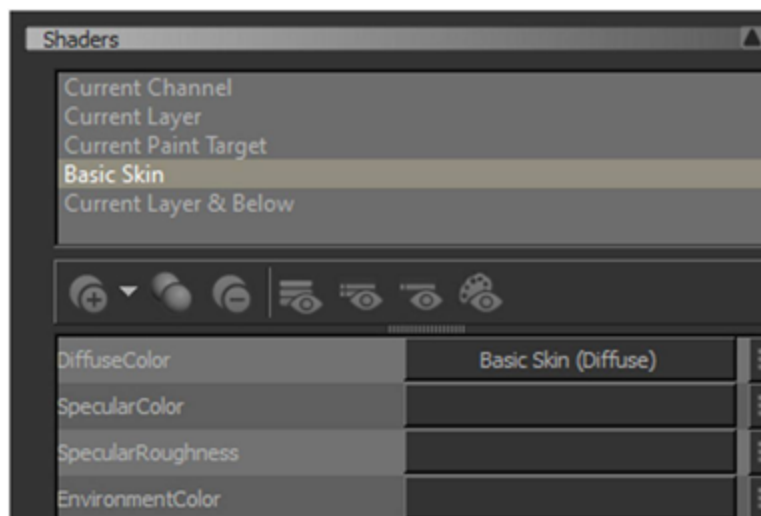 Shaders
Current Channel
Current Layer
Current Paint Target
Basic Skin
Current Layer & Below
DiffuseColor Basic Skin (Diffuse)
SpecularColor
SpecularRoughness
EnvironmentColor